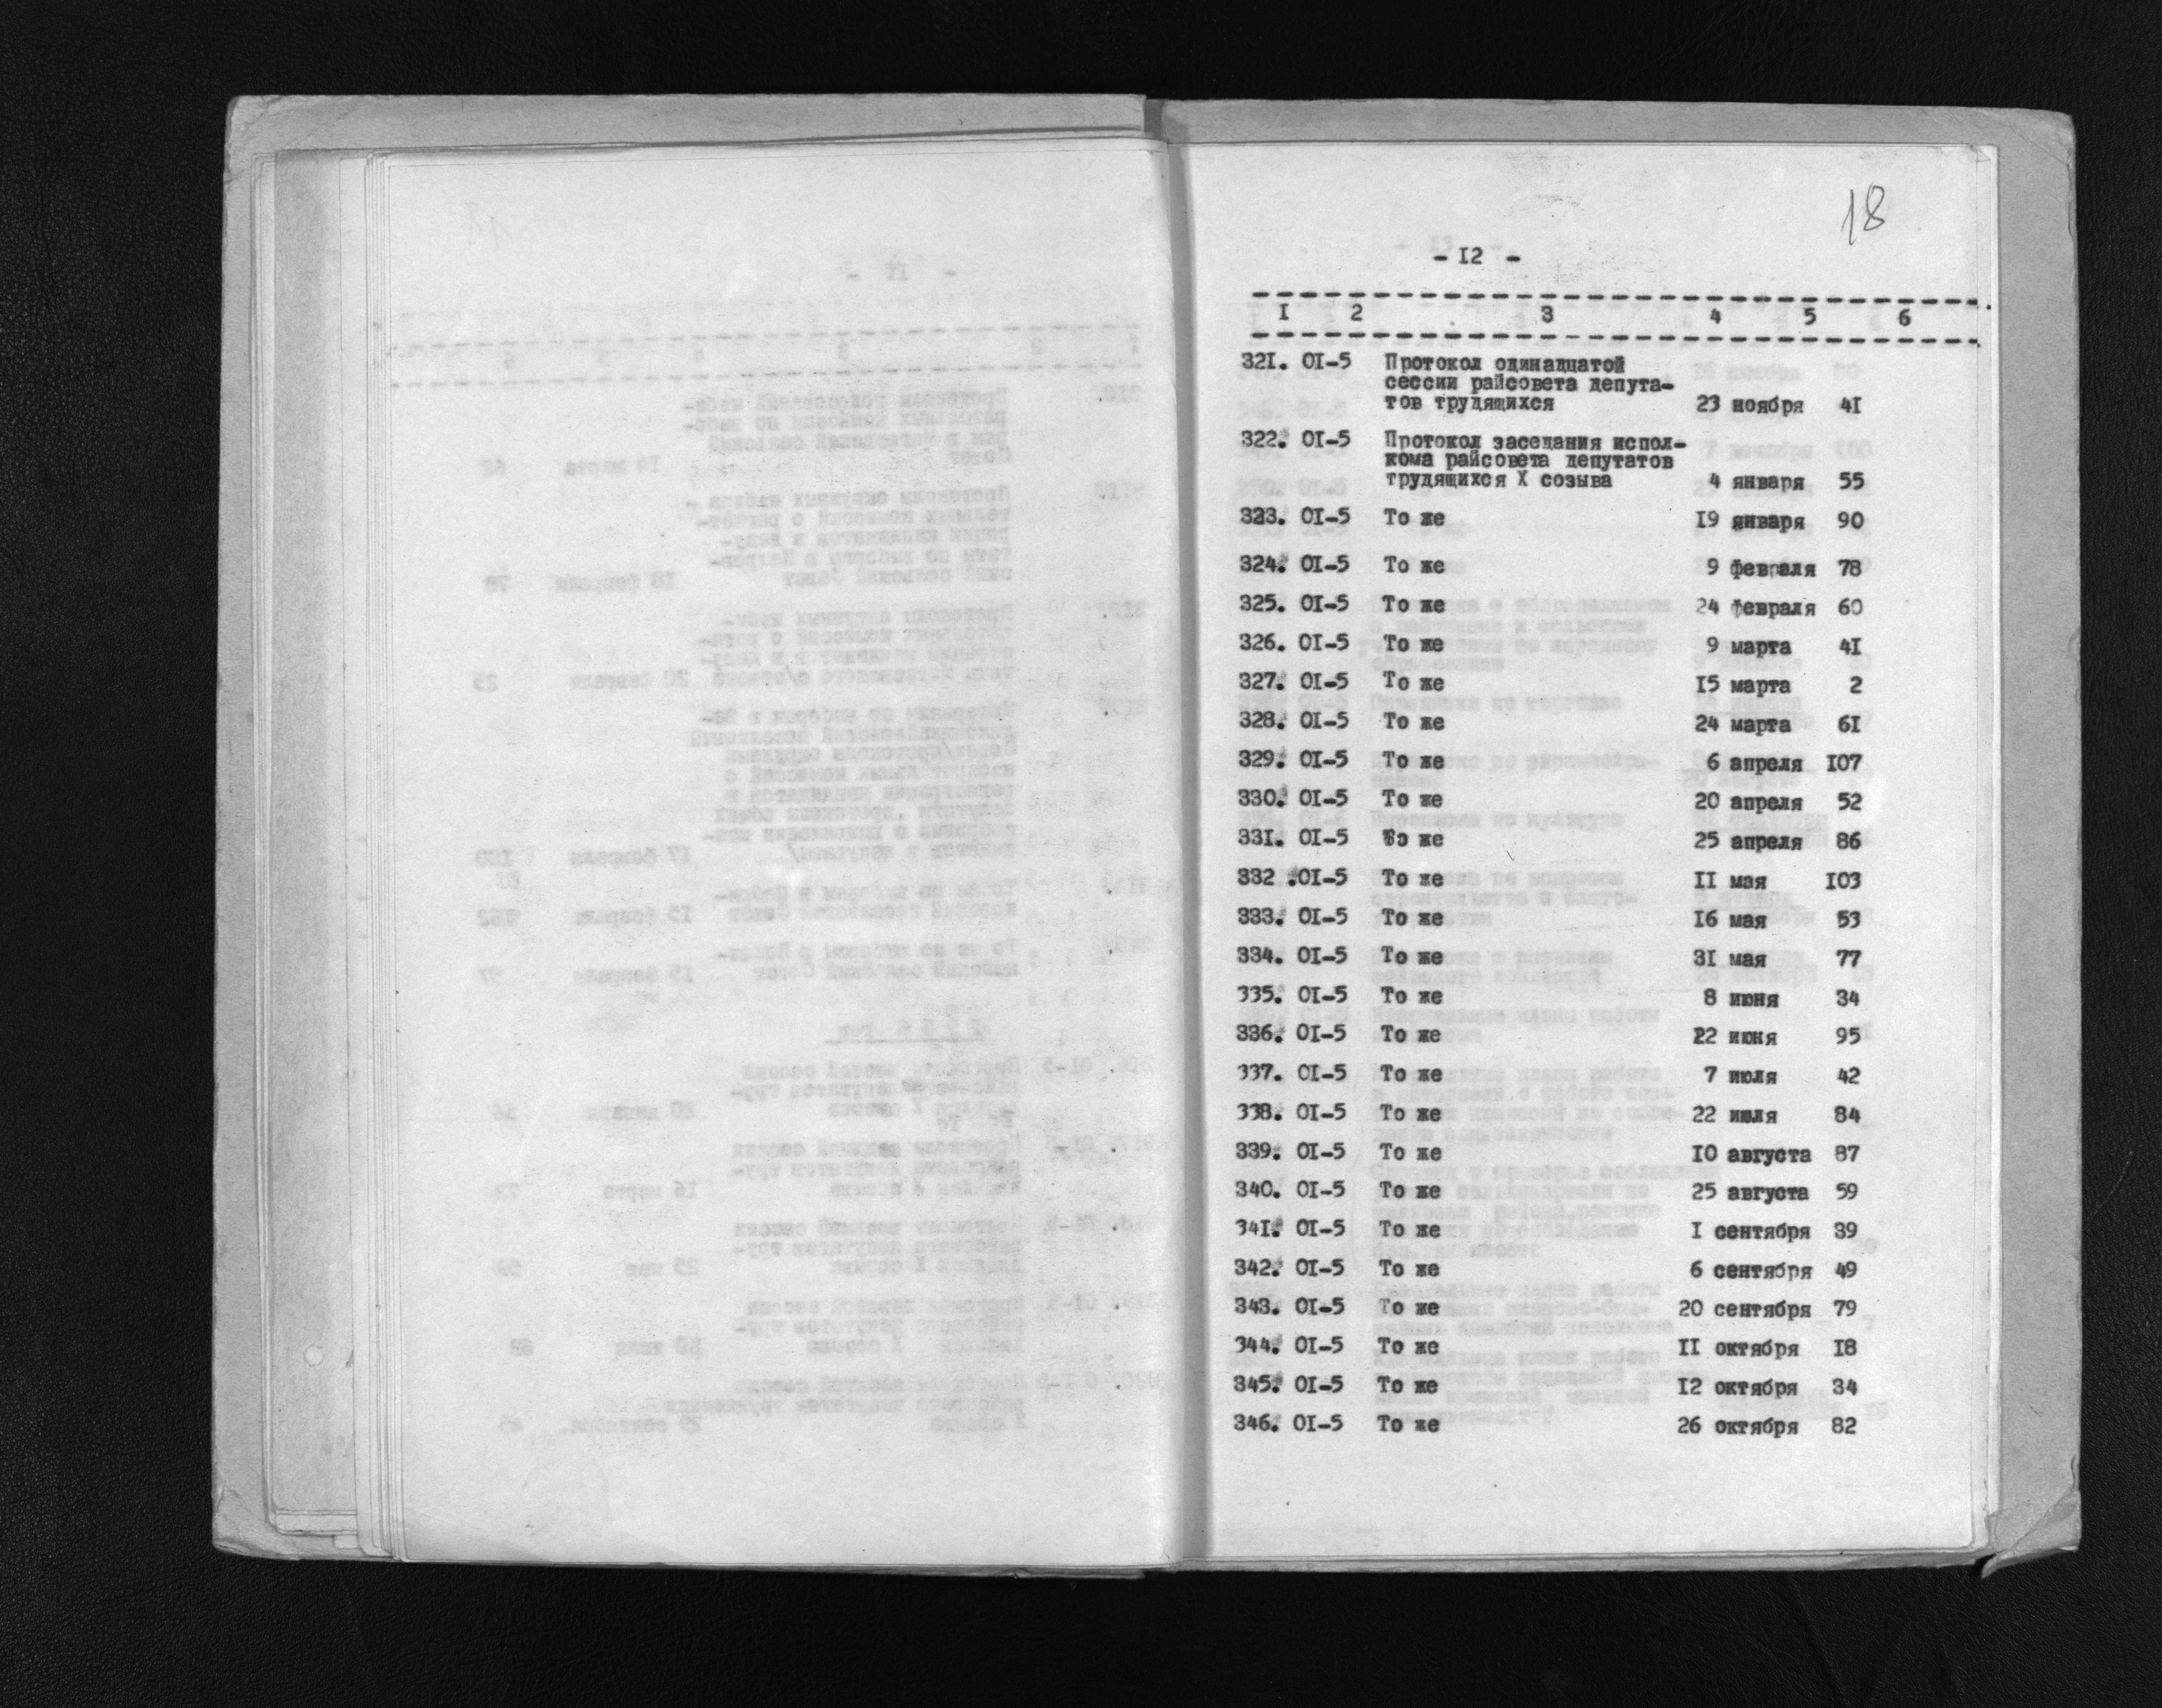 18
- I2 -
I 2 3 4 5 6
32I. OI-5 Протокол одинадцатой
сессии райсовета депута-
тов трудящихся 23 ноября 4I
322. OI-5 Протокол заседания испол-
кома райсовета депутатов
трудящихся X созыва 4 января 55
323. OI-5 То же I9 января 90
324. OI-5 То же 9 февраля 78
325. OI-5 То же 24 февраля 60
326. OI-5 То же 9 марта 4I
327. OI-5 То же I5 марта 2
328. OI-5 То же 24 марта 6I
329. OI-5 То же 6 апреля I07
330. OI-5 То же 20 апреля 52
33I. OI-5 То же 25 апреля 86
332 .OI-5 То же II мая I03
333. OI-5 То же I6 мая 53
334. OI-5 То же 3I мая 77
335. OI-5 То же 8 июня 34
336. OI-5 То же 22 июня 95
337. OI-5 То же 7 июля 42
338. OI-5 То же 22 июля 84
339. OI-5 То же I0 августа 87
340. OI-5 То же 25 августа 59
34I. OI-5 То же I сентября 39
342. OI-5 То же 6 сентября 49
343. OI-5 То же 20 сентября 79
344. OI-5 То же II октября I8
345. OI-5 То же I2 октября 34
346. OI-5 То же 26 октября 82